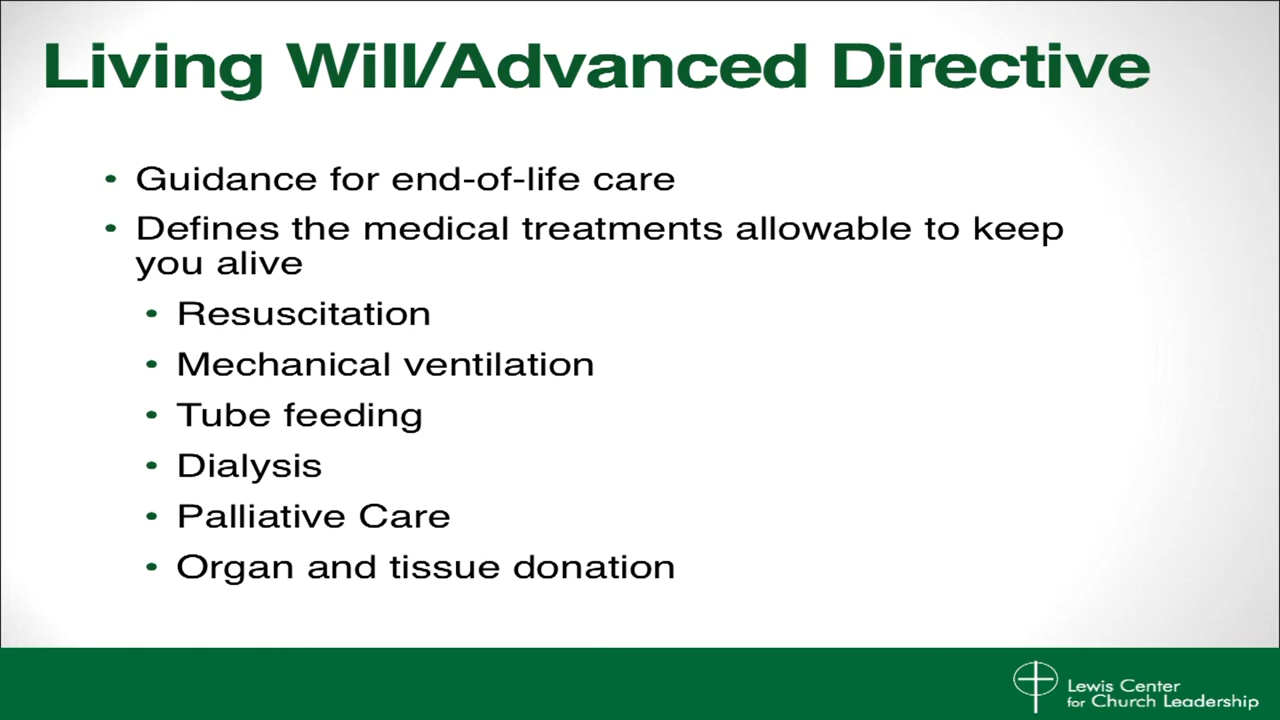 Living Will/Advanced Directive
• Guidance for end-of-life care
• Defines the medical treatments allowable to keep
you alive
• Resuscitation
• Mechanical ventilation
• Tube feeding
• Dialysis
• Palliative Care
• Organ and tissue donation
Lewis Center
for Church Leadership